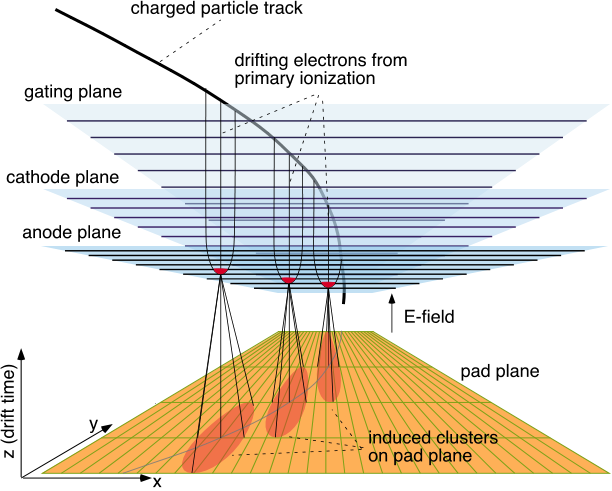 charged particle track
drifting electrons from
primary ionization
gating plane
cathode plane
anode plane
E-field
pad plane
z (drift time)
y
x
induced clusters
on pad plane